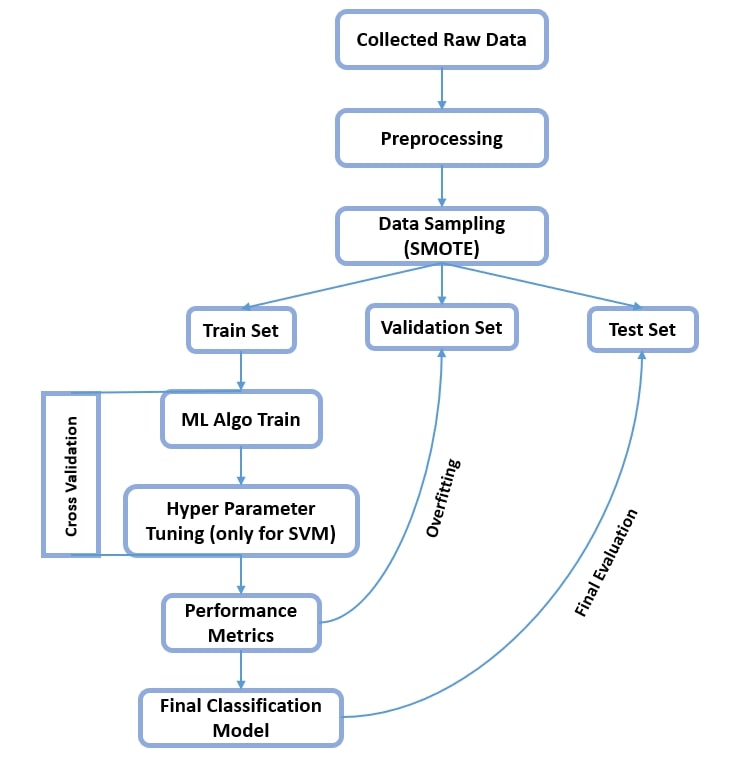 Collected Raw Data
Preprocessing
Data Sampling
(SMOTE)
Train Set
Validation Set
Test Set
ML Algo Train
Cross Validation
Hyper Parameter
Tuning (only for SVM)
Overfitting
Final Evaluation
Performance
Metrics
Final Classification
Model